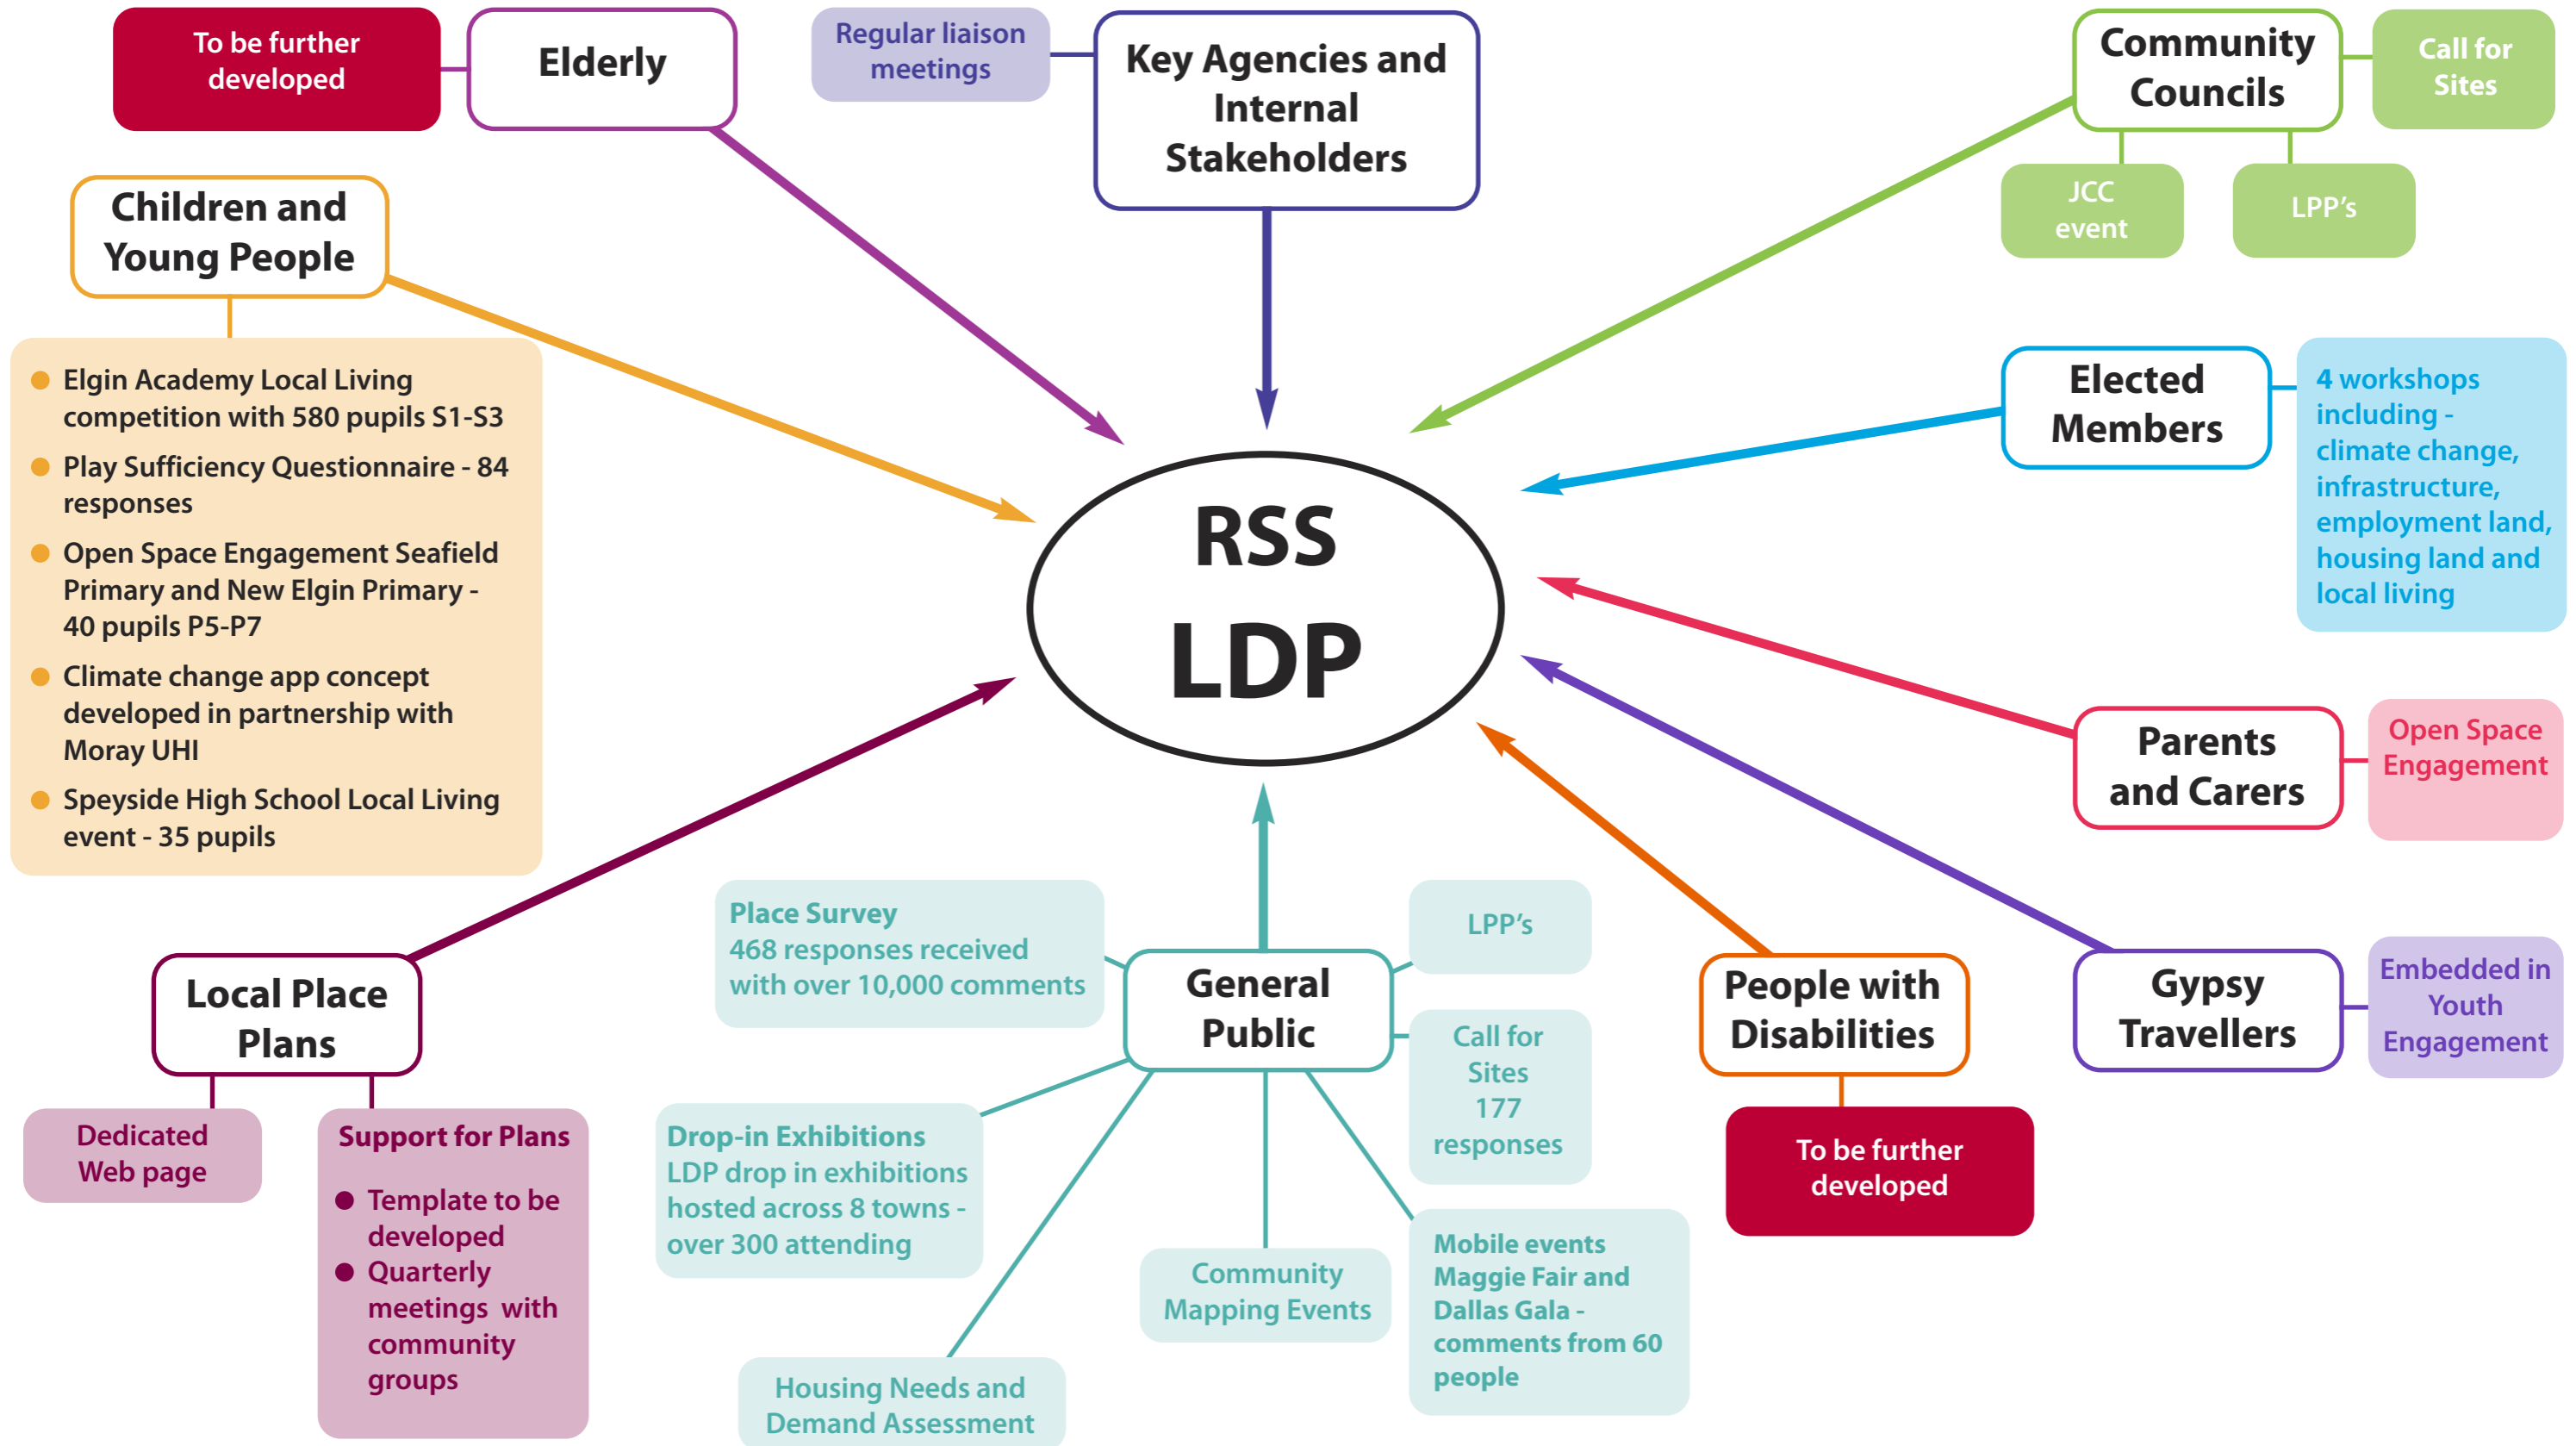 To be further
developed
Elderly
Regular liaison
meetings
Key Agencies and
Internal
Stakeholders
Community
Councils
Call for
Sites
JCC
event
LPP's
Children and
Young People
Elgin Academy Local Living
competition with 580 pupils S1-S3
Play Sufficiency Questionnaire - 84
responses
Open Space Engagement Seafield
Primary and New Elgin Primary -
40 pupils P5-P7
Climate change app concept
developed in partnership with
Moray UHI
Speyside High School Local Living
event - 35 pupils
Elected
Members
4 workshops
including -
climate change,
infrastructure,
employment land,
housing land and
local living
RSS
LDP
Parents
and Carers
Open Space
Engagement
Local Place
Plans
Dedicated
Web page
Support for Plans
Template to be
developed
Quarterly
meetings with
community
groups
Place Survey
468 responses received
with over 10,000 comments
General
Public
LPP's
Call for
Sites
177
responses
Drop-in Exhibitions
LDP drop in exhibitions
hosted across 8 towns -
over 300 attending
Housing Needs and
Demand Assessment
Community
Mapping Events
Mobile events
Maggie Fair and
Dallas Gala -
comments from 60
people
People with
Disabilities
To be further
developed
Gypsy
Travellers
Embedded in
Youth
Engagement